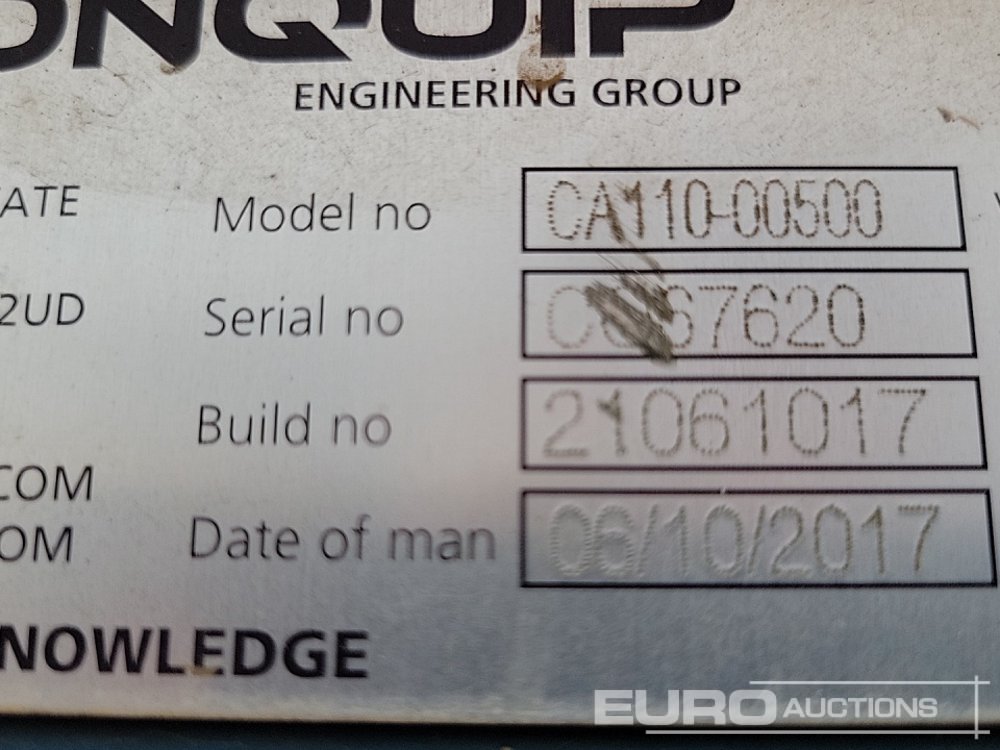 ONQUIP
ENGINEERING GROUP
TATE
Model no CA110-00500
2UD
Serial no
Build no 21061017
.COM
OM
Date of man 06/10/2017
NOWLEDGE
EURO AUCTIONS